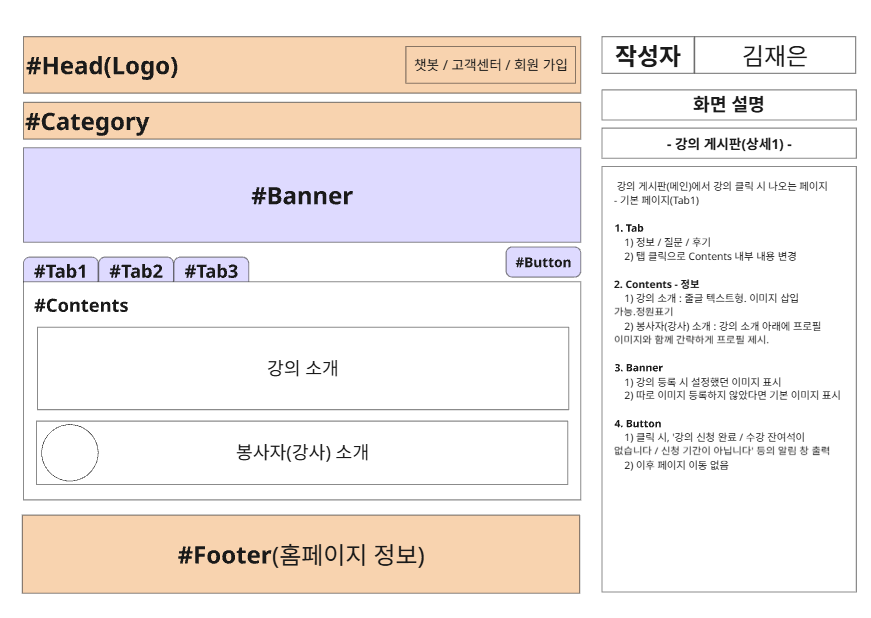 #Head(Logo)
챗봇 / 고객센터 / 회원 가입
#Category
#Banner
#Tab1
#Tab2
#Tab3
#Button
#Contents
강의 소개
봉사자(강사) 소개
#Footer(홈페이지 정보)
작성자
김재은
화면 설명
- 강의 게시판(상세1) -
강의 게시판(메인)에서 강의 클릭 시 나오는 페이지
- 기본 페이지(Tab1)
1. Tab
1) 정보 / 질문 / 후기
2) 탭 클릭으로 Contents 내부 내용 변경
2. Contents - 정보
1) 강의 소개 : 줄글 텍스트형. 이미지 삽입
가능.정원표기
2) 봉사자(강사) 소개 : 강의 소개 아래에 프로필
이미지와 함께 간략하게 프로필 제시.
3. Banner
1) 강의 등록 시 설정했던 이미지 표시
2) 따로 이미지 등록하지 않았다면 기본 이미지 표시
4. Button
1) 클릭 시, '강의 신청 완료 / 수강 잔여석이
없습니다 / 신청 기간이 아닙니다' 등의 알림 창 출력
2) 이후 페이지 이동 없음